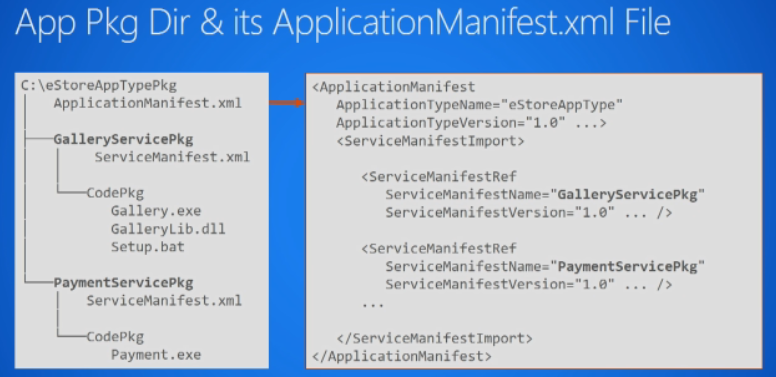 App Pkg Dir & its ApplicationManifest.xml File
C:\eStoreAppTypePkg
ApplicationManifest.xml
GalleryServicePkg
ServiceManifest.xml
CodePkg
Gallery.exe
GalleryLib.dll
Setup.bat
PaymentServicePkg
ServiceManifest.xml
CodePkg
Payment.exe
<ApplicationManifest
ApplicationTypeName="eStoreAppType"
ApplicationTypeVersion="1.0" ...>
<ServiceManifestImport>
<ServiceManifestRef
ServiceManifestName="GalleryServicePkg"
ServiceManifestVersion="1.0" ... />
<ServiceManifestRef
ServiceManifestName="PaymentServicePkg"
ServiceManifestVersion="1.0" ... />
...
</ServiceManifestImport>
</ApplicationManifest>